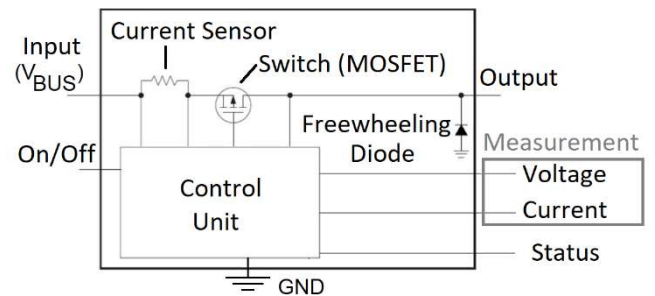 Current Sensor
Input
(VBUS)
Switch (MOSFET)
Output
Freewheeling
Diode
Measurement
On/Off
Voltage
Control
Unit
Current
Status
GND